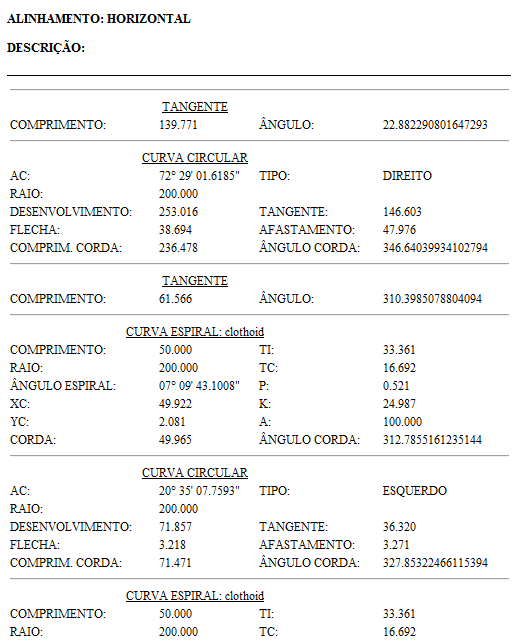 ALINHAMENTO: HORIZONTAL
DESCRIÇÃO:
TANGENTE
COMPRIMENTO: 139.771 ÂNGULO: 22.882290801647293
CURVA CIRCULAR
AC: 72° 29' 01.6185" TIPO: DIREITO
RAIO: 200.000
DESENVOLVIMENTO: 253.016 TANGENTE: 146.603
FLECHA: 38.694 AFASTAMENTO: 47.976
COMPRIM. CORDA: 236.478 ÂNGULO CORDA: 346.64039934102794
TANGENTE
COMPRIMENTO: 61.566 ÂNGULO: 310.3985078804094
CURVA ESPIRAL: clothoid
COMPRIMENTO: 50.000 TI: 33.361
RAIO: 200.000 TC: 16.692
ÂNGULO ESPIRAL: 07° 09' 43.1008" P: 0.521
XC: 49.922 K: 24.987
YC: 2.081 A: 100.000
CORDA: 49.965 ÂNGULO CORDA: 312.7855161235144
CURVA CIRCULAR
AC: 20° 35' 07.7593" TIPO: ESQUERDO
RAIO: 200.000
DESENVOLVIMENTO: 71.857 TANGENTE: 36.320
FLECHA: 3.218 AFASTAMENTO: 3.271
COMPRIM. CORDA: 71.471 ÂNGULO CORDA: 327.85322466115394
CURVA ESPIRAL: clothoid
COMPRIMENTO: 50.000 TI: 33.361
RAIO: 200.000 TC: 16.692